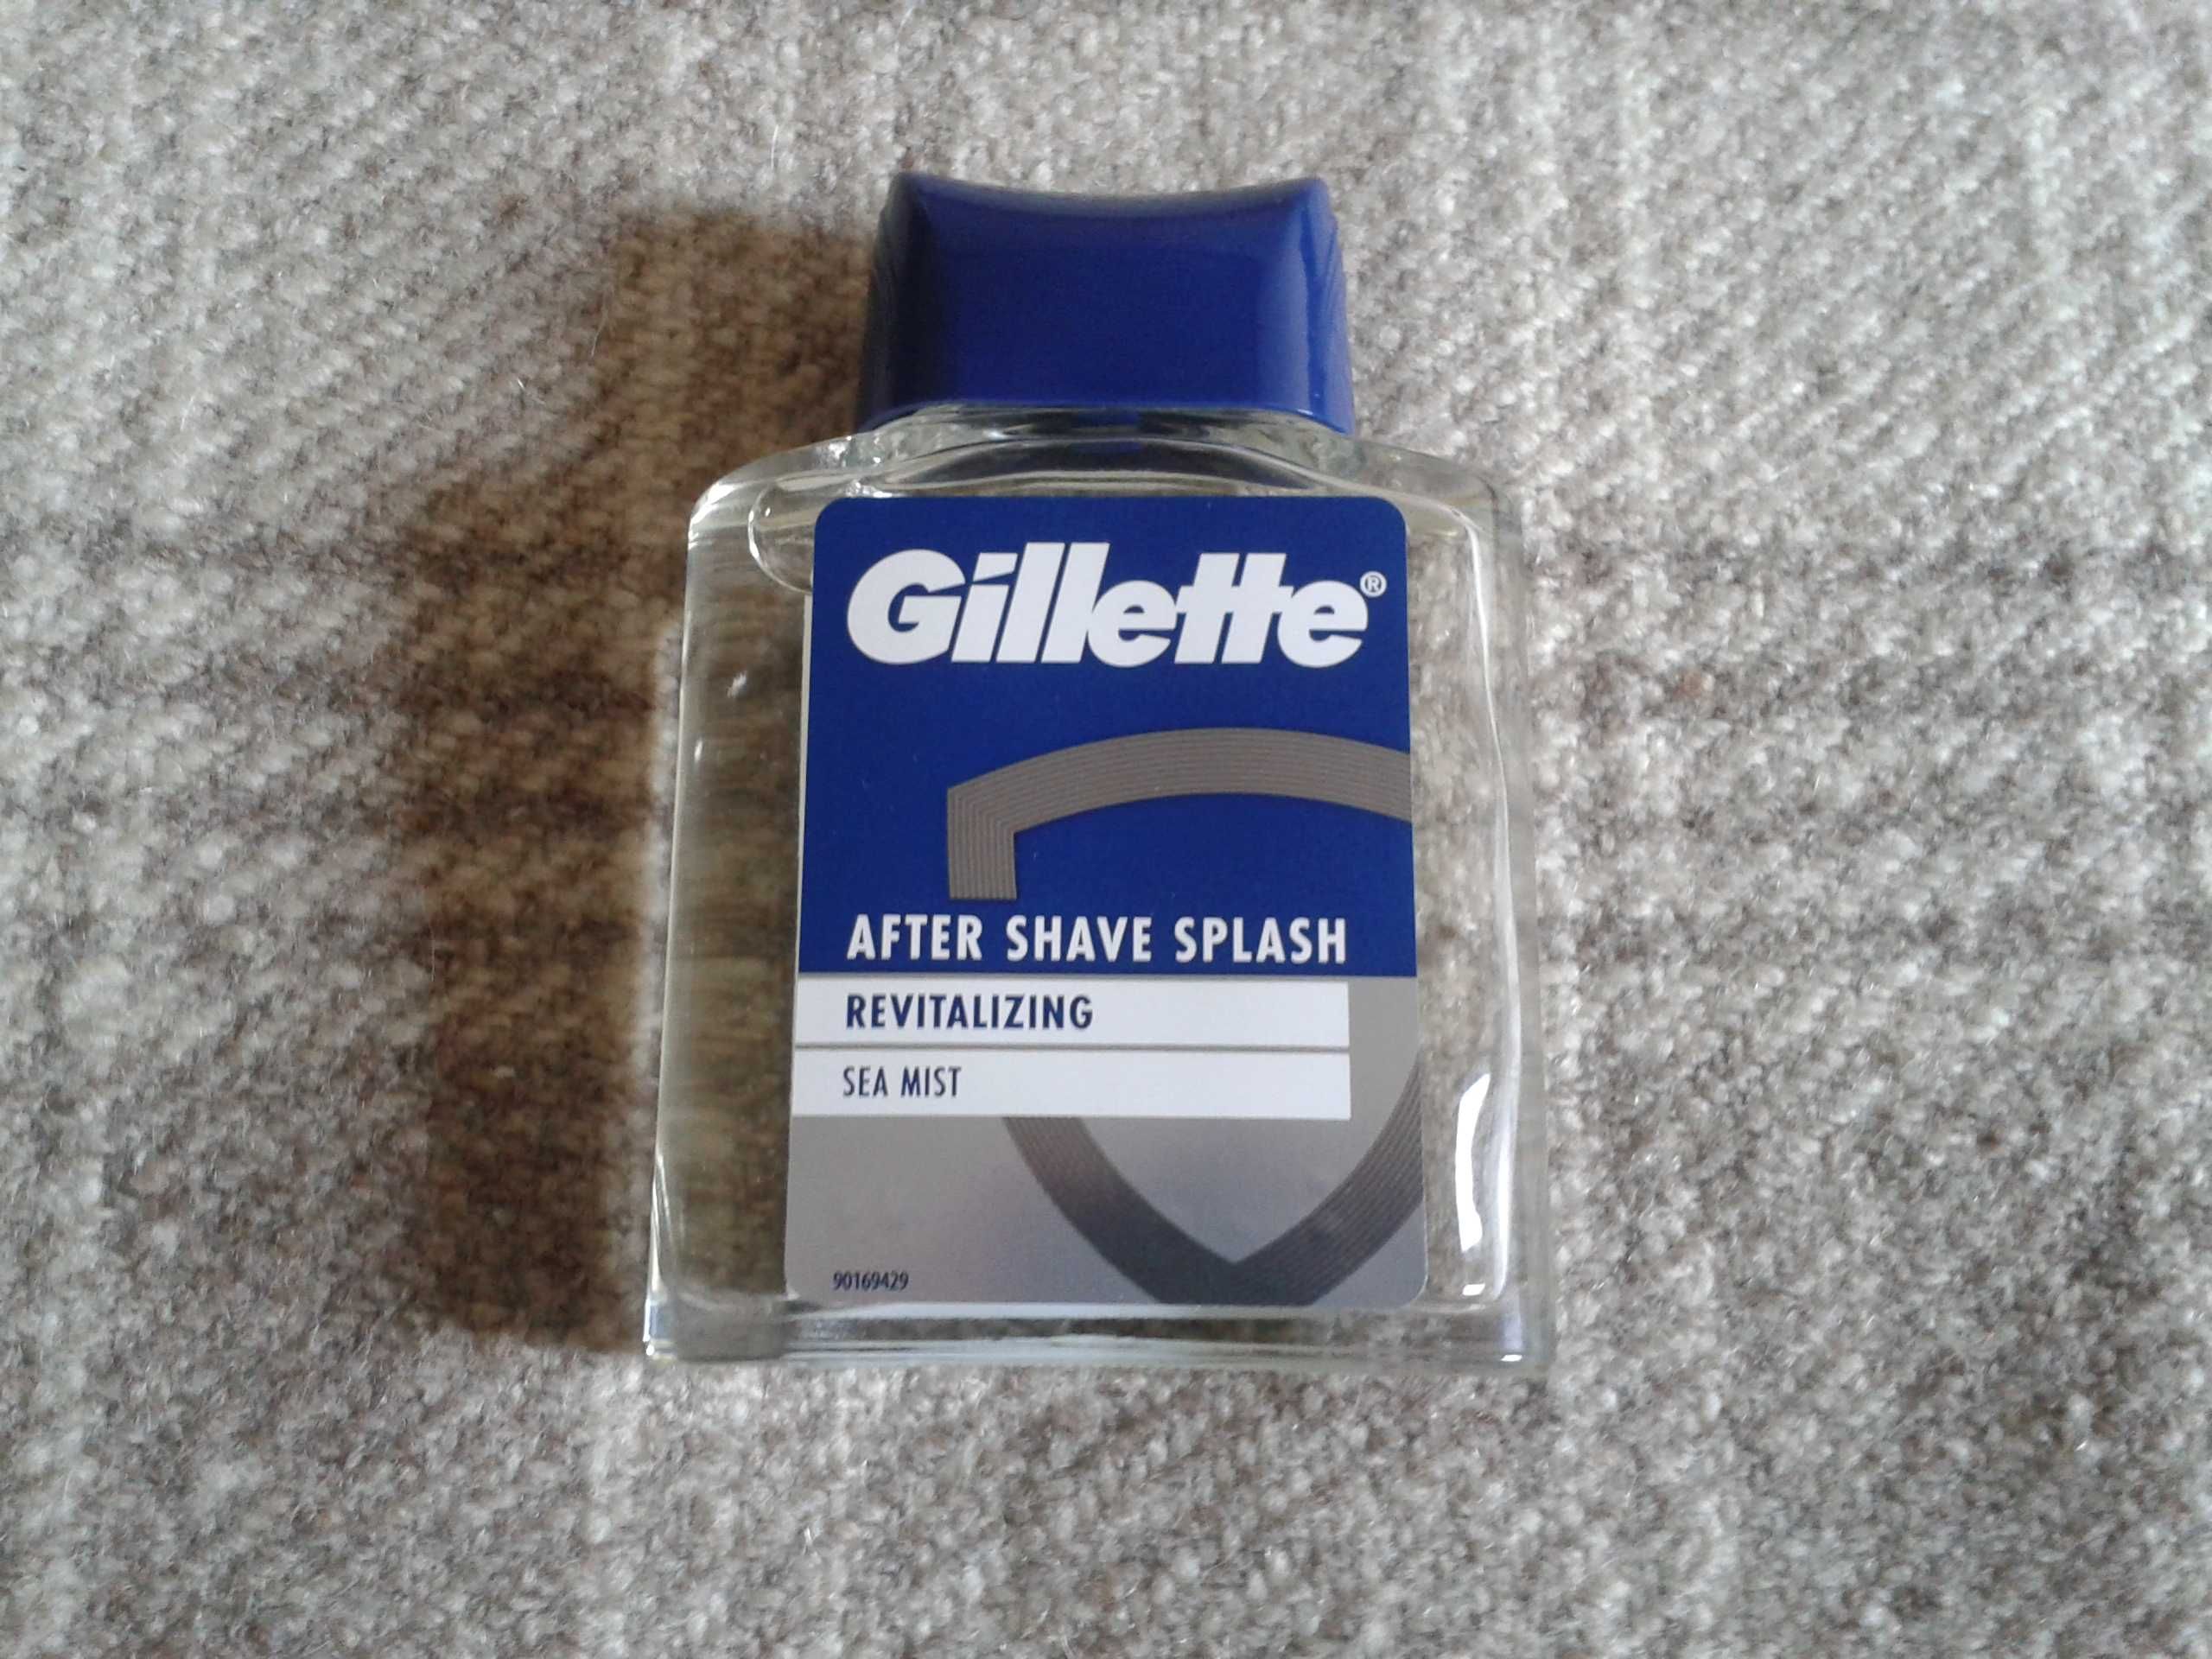 Gillette®
AFTER SHAVE SPLASH
REVITALIZING
SEA MIST
90169429